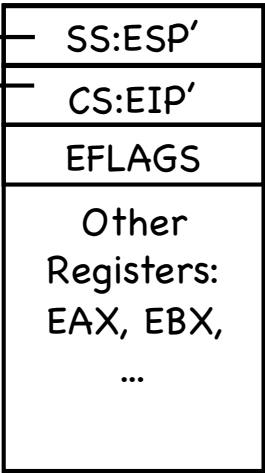 SS:ESP′
CS:EIP′
EFLAGS
Other
Registers:
EAX, EBX,
...